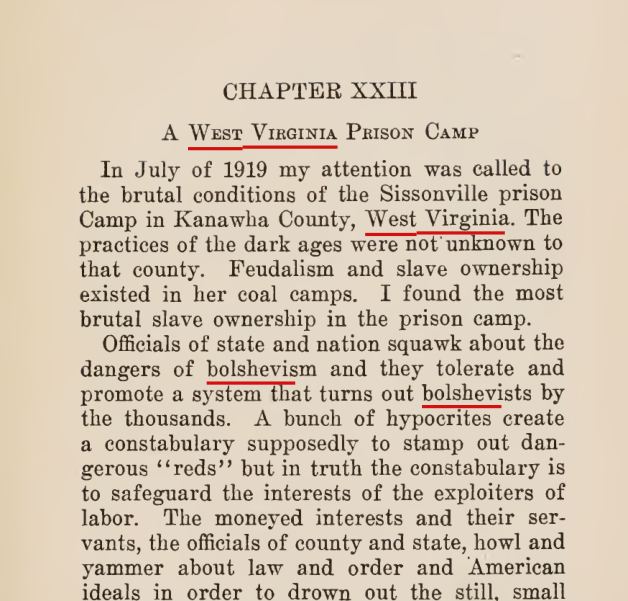 CHAPTER XXIII
A West Virginia Prison Camp
In July of 1919 my attention was called to
the brutal conditions of the Sissonville prison
Camp in Kanawha County, West Virginia. The
practices of the dark ages were not unknown to
that county. Feudalism and slave ownership
existed in her coal camps. I found the most
brutal slave ownership in the prison camp.
Officials of state and nation squawk about the
dangers of bolshevism and they tolerate and
promote a system that turns out bolshevists by
the thousands. A bunch of hypocrites create
a constabulary supposedly to stamp out dan-
gerous "reds" but in truth the constabulary is
to safeguard the interests of the exploiters of
labor. The moneyed interests and their ser-
vants, the officials of county and state, howl and
yammer about law and order and American
ideals in order to drown out the still, small